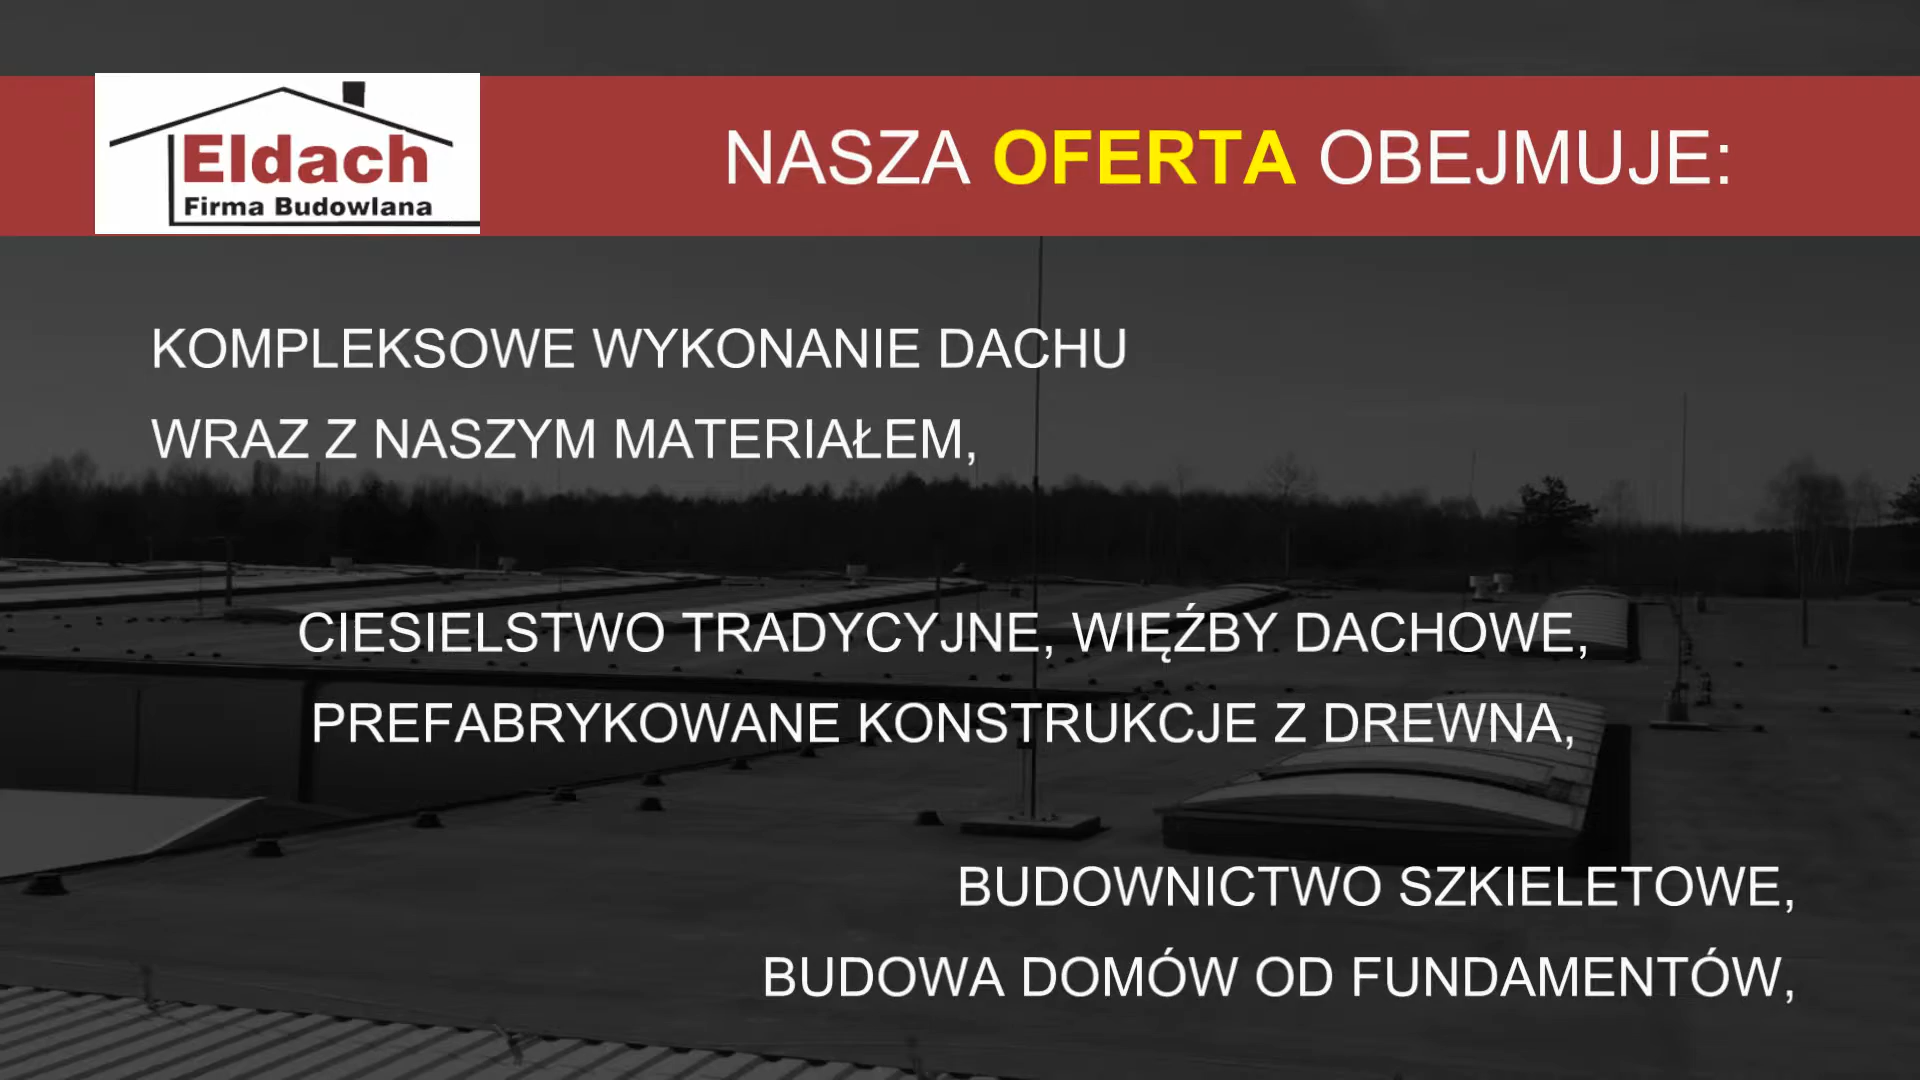 Eldach
Firma Budowlana
NASZA OFERTA OBEJMUJE:
KOMPLEKSOWE WYKONANIE DACHU
WRAZ Z NASZYM MATERIAŁEM,
CIESIELSTWO TRADYCYJNE, WIĘŹBY DACHOWE,
PREFABRYKOWANE KONSTRUKCJE Z DREWNA,
BUDOWNICTWO SZKIELETOWE,
BUDOWA DOMÓW OD FUNDAMENTÓW,